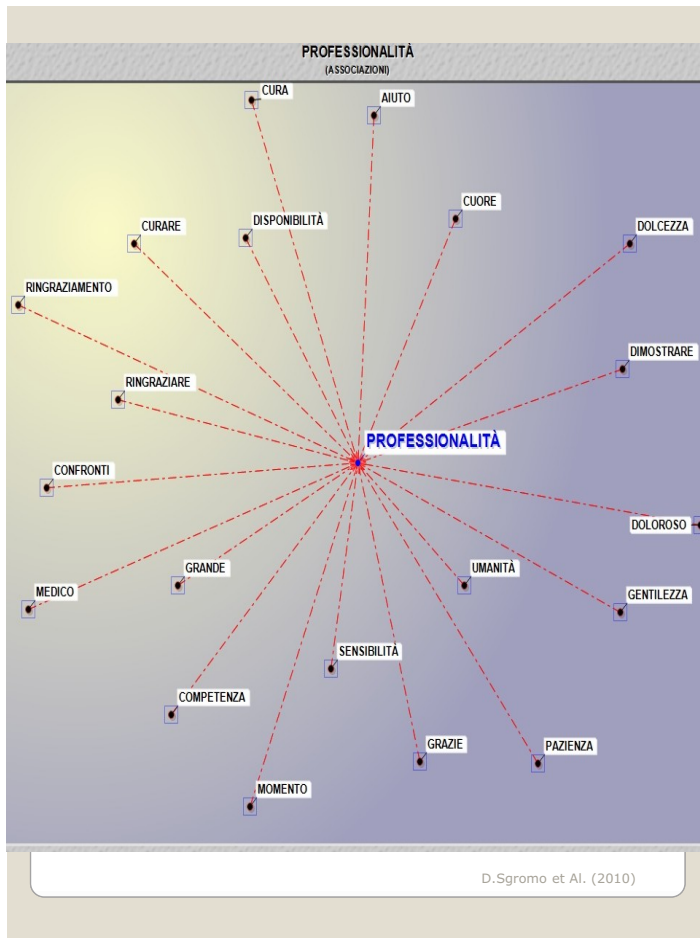 PROFESSIONALITÀ
(ASSOCIAZIONI)
CURA
AIUTO
CUORE
DISPONIBILITÀ
CURARE
DOLCEZZA
RINGRAZIAMENTO
DIMOSTRARE
RINGRAZIARE
PROFESSIONALITÀ
CONFRONTI
DOLOROSO
GRANDE
UMANITÀ
MEDICO
GENTILEZZA
SENSIBILITÀ
COMPETENZA
GRAZIE
PAZIENZA
MOMENTO
D.Sgromo et Al. (2010)